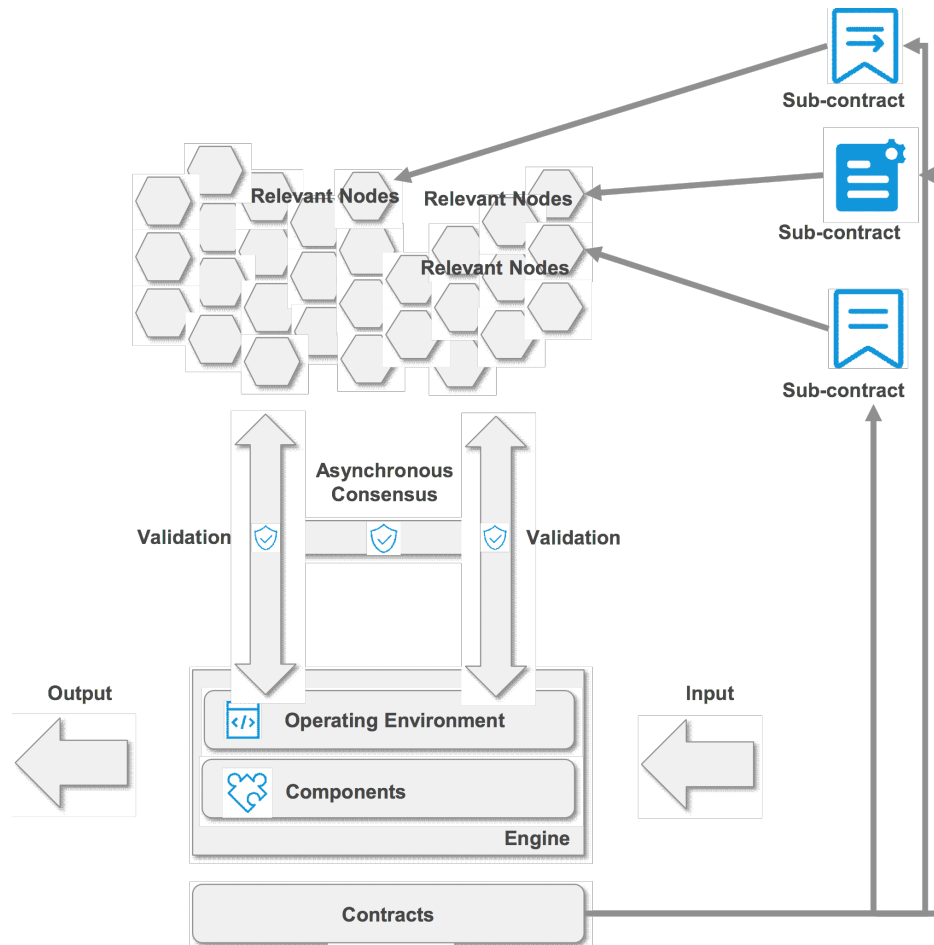 Sub-contract
Relevant Nodes
Relevant Nodes
Sub-contract
Relevant Nodes
Sub-contract
Asynchronous
Consensus
Validation
Validation
Output
Input
Operating Environment
Components
Engine
Contracts